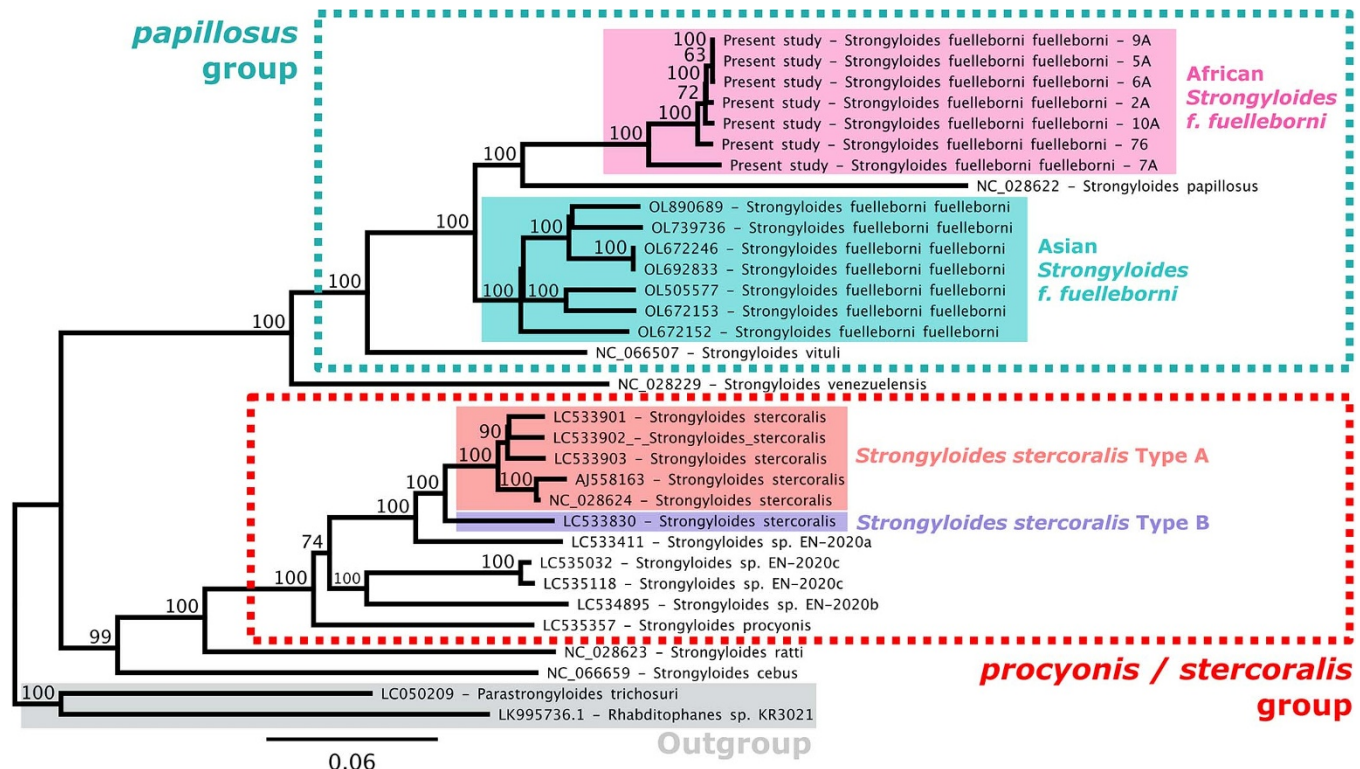 papillosus
group
100
Present study – Strongyloides fuelleborni fuelleborni – 9A
63
Present study – Strongyloides fuelleborni fuelleborni – 5A
100
Present study – Strongyloides fuelleborni fuelleborni – 6A
72
Present study – Strongyloides fuelleborni fuelleborni – 2A
100
Present study – Strongyloides fuelleborni fuelleborni – 10A
100
Present study – Strongyloides fuelleborni fuelleborni – 76
Present study – Strongyloides fuelleborni fuelleborni – 7A
African
Strongyloides
f. fuelleborni
100
NC_028622 – Strongyloides papillosus
100
OL890689 – Strongyloides fuelleborni fuelleborni
100
OL739736 – Strongyloides fuelleborni fuelleborni
100
OL672246 – Strongyloides fuelleborni fuelleborni
OL692833 – Strongyloides fuelleborni fuelleborni
100
100
OL505577 – Strongyloides fuelleborni fuelleborni
OL672153 – Strongyloides fuelleborni fuelleborni
OL672152 – Strongyloides fuelleborni fuelleborni
Asian
Strongyloides
f. fuelleborni
100
NC_066507 – Strongyloides vituli
100
NC_028229 – Strongyloides venezuelensis
LC533901 – Strongyloides stercoralis
90
LC533902_–_Strongyloides_stercoralis
100
LC533903 – Strongyloides stercoralis
100
AJ558163 – Strongyloides stercoralis
NC_028624 – Strongyloides stercoralis
Strongyloides stercoralis Type A
100
LC533830 – Strongyloides stercoralis
Strongyloides stercoralis Type B
100
LC533411 – Strongyloides sp. EN–2020a
74
100
LC535032 – Strongyloides sp. EN–2020c
100
100
LC535118 – Strongyloides sp. EN–2020c
LC534895 – Strongyloides sp. EN–2020b
100
LC535357 – Strongyloides procyonis
99
NC_028623 – Strongyloides ratti
NC_066659 – Strongyloides cebus
procyonis / stercoralis
group
100
LC050209 – Parastrongyloides trichosuri
LK995736.1 – Rhabditophanes sp. KR3021
Outgroup
0.06